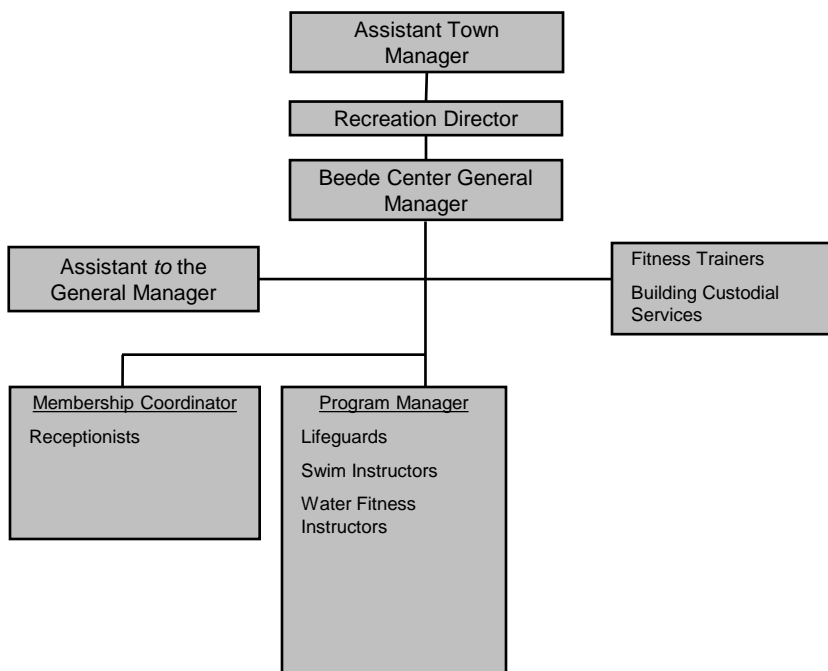 Assistant Town
Manager
Recreation Director
Beede Center General
Manager
Assistant to the
General Manager
Fitness Trainers
Building Custodial
Services
Membership Coordinator
Receptionists
Program Manager
Lifeguards
Swim Instructors
Water Fitness
Instructors